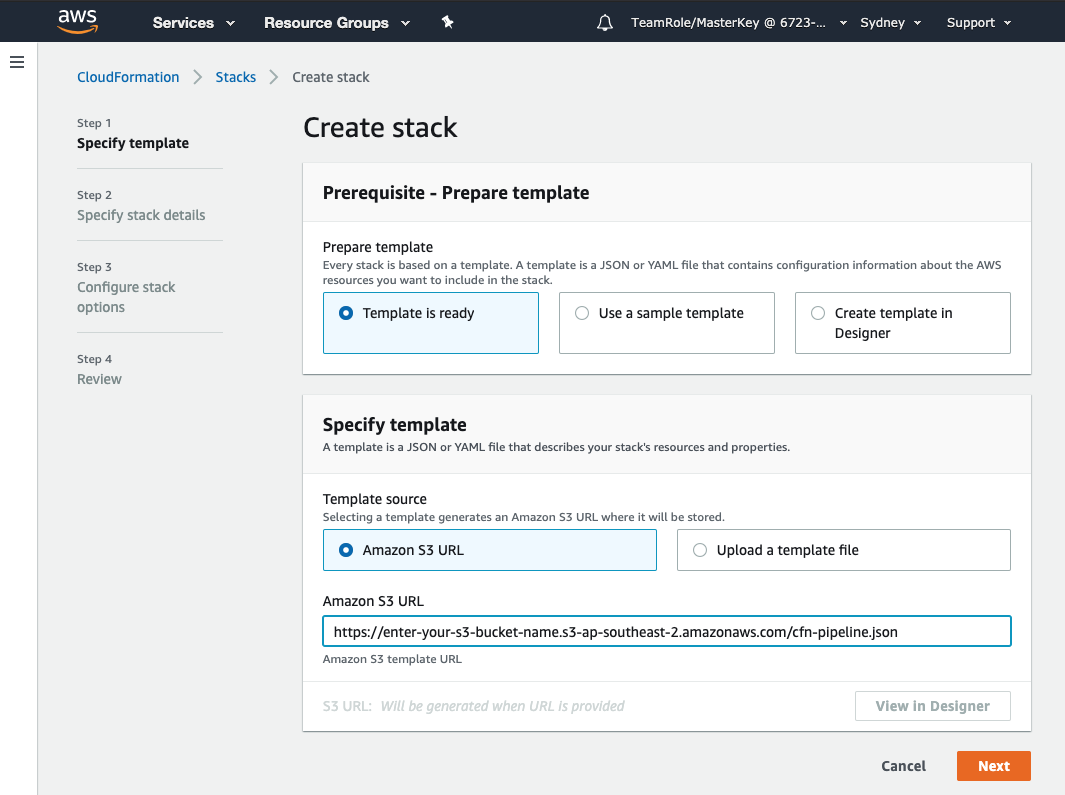 aws
Services
Resource Groups
TeamRole/MasterKey @ 6723-...
Sydney
Support
CloudFormation
Stacks
Create stack
Step 1
Specify template
Step 2
Specify stack details
Step 3
Configure stack
options
Step 4
Review
Create stack
Prerequisite - Prepare template
Prepare template
Every stack is based on a template. A template is a JSON or YAML file that contains configuration information about the AWS
resources you want to include in the stack.
Template is ready
Use a sample template
Create template in
Designer
Specify template
A template is a JSON or YAML file that describes your stack's resources and properties.
Template source
Selecting a template generates an Amazon S3 URL where it will be stored.
Amazon S3 URL
Upload a template file
Amazon S3 URL
https://enter-your-s3-bucket-name.s3-ap-southeast-2.amazonaws.com/cfn-pipeline.json
Amazon S3 template URL
S3 URL: Will be generated when URL is provided
View in Designer
Cancel
Next